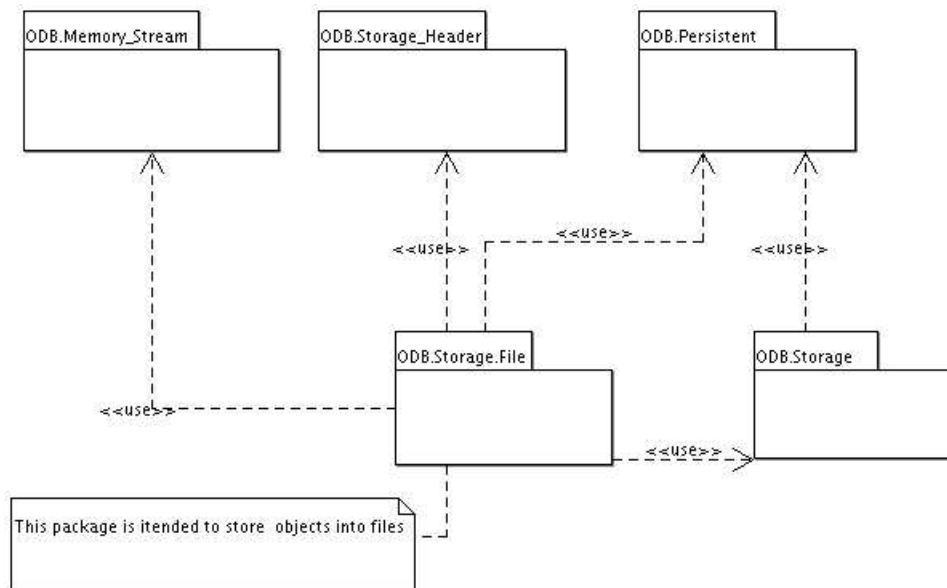 ODB.Memory_Stream
ODB.Storage_Header
ODB.Persistent
<<use>>
<<use>>
<<use>>
ODB.Storage.File
ODB.Storage
<<use>>
<<use>>
This package is itended to store objects into files